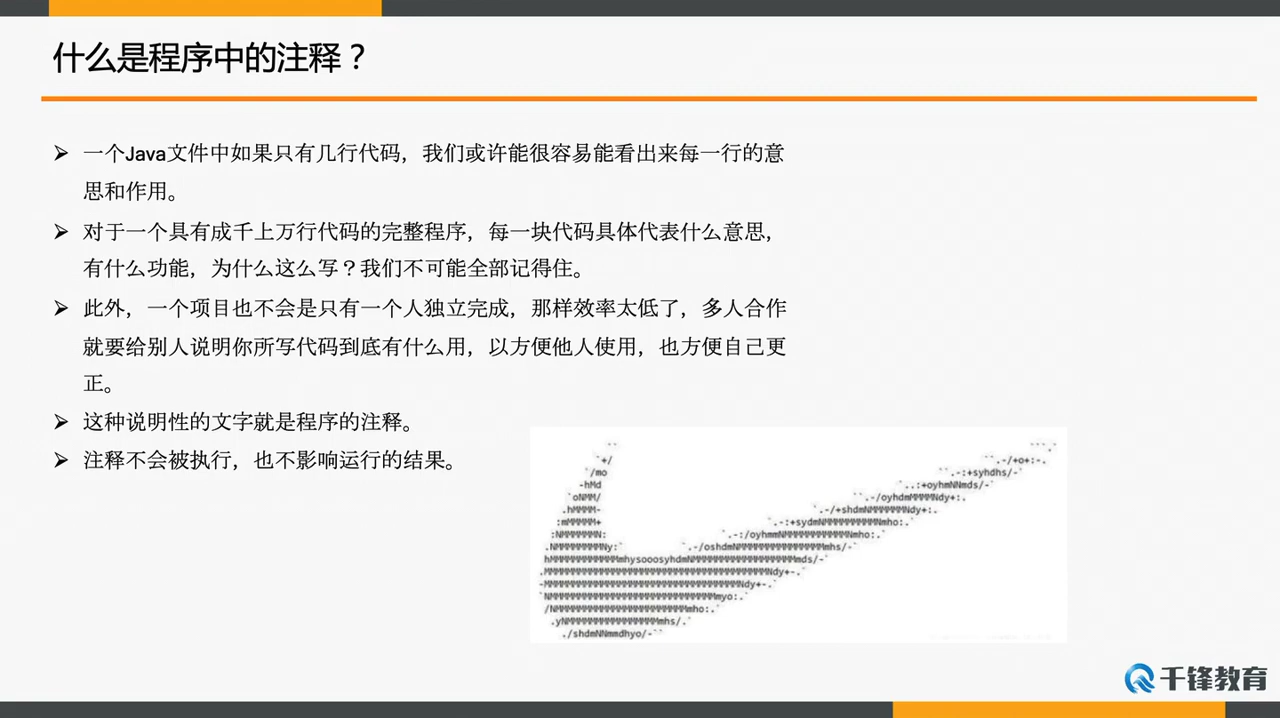 什么是程序中的注释？
➢ 一个Java文件中如果只有几行代码，我们或许能很容易能看出来每一行的意
思和作用。
➢ 对于一个具有成千上万行代码的完整程序，每一块代码具体代表什么意思，
有什么功能，为什么这么写？我们不可能全部记得住。
➢ 此外，一个项目也不会是只有一个人独立完成，那样效率太低了，多人合作
就要给别人说明你所写代码到底有什么用，以方便他人使用，也方便自己更
正。
➢ 这种说明性的文字就是程序的注释。
➢ 注释不会被执行，也不影响运行的结果。
千锋教育